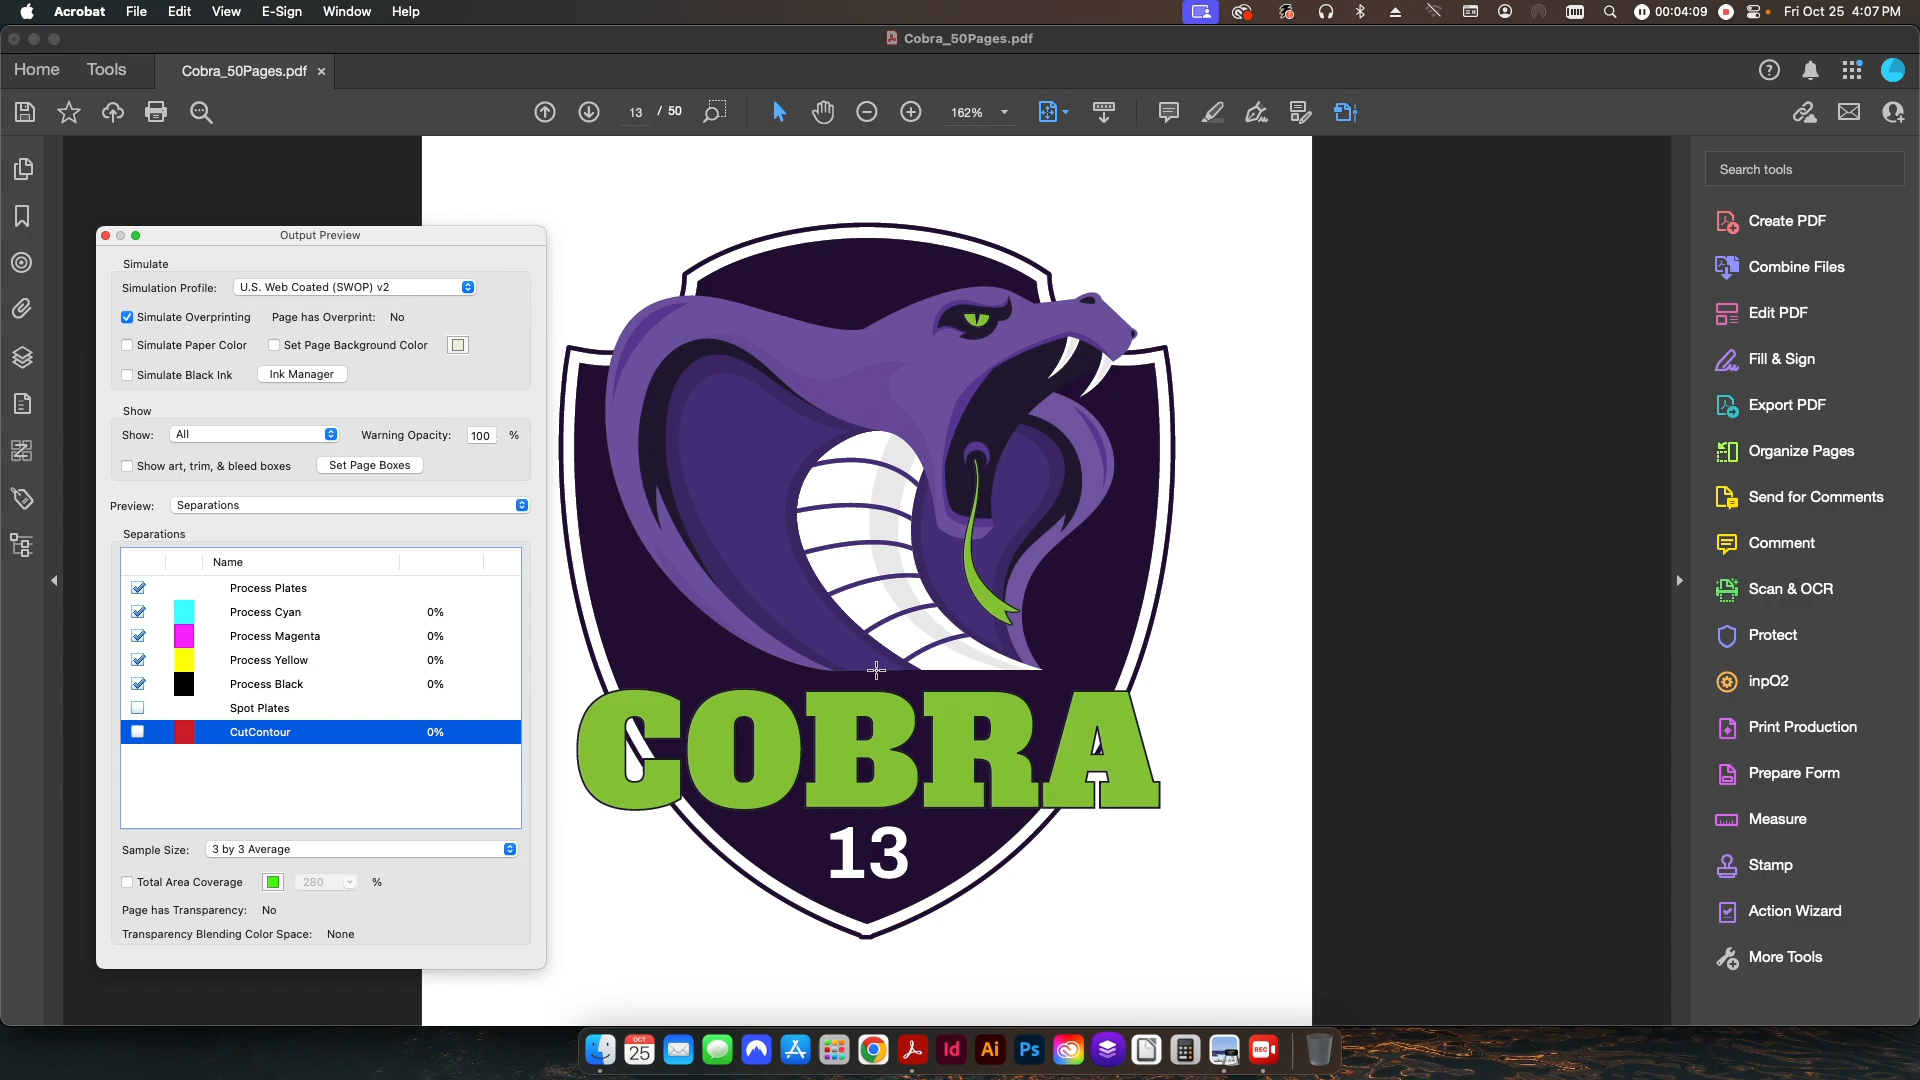 Acrobat File Edit View E-Sign Window Help
00:04:09
Fri Oct 25 4:07 PM
Cobra_50Pages.pdf
Home Tools Cobra_50Pages.pdf ×
13 / 50
162%
Search tools
Create PDF
Combine Files
Edit PDF
Fill & Sign
Export PDF
Organize Pages
Send for Comments
Comment
Scan & OCR
Protect
inpO2
Print Production
Prepare Form
Measure
Stamp
Action Wizard
More Tools
Output Preview
Simulate
Simulation Profile: U.S. Web Coated (SWOP) v2
Simulate Overprinting Page has Overprint: No
Simulate Paper Color Set Page Background Color
Simulate Black Ink Ink Manager
Show
Show: All Warning Opacity: 100 %
Show art, trim, & bleed boxes Set Page Boxes
Preview: Separations
Separations
Name
Process Plates
Process Cyan 0%
Process Magenta 0%
Process Yellow 0%
Process Black 0%
Spot Plates
CutContour 0%
Sample Size: 3 by 3 Average
Total Area Coverage 280 %
Page has Transparency: No
Transparency Blending Color Space: None
COBRA
13
OCT
25
Id
Ai
Ps
REC